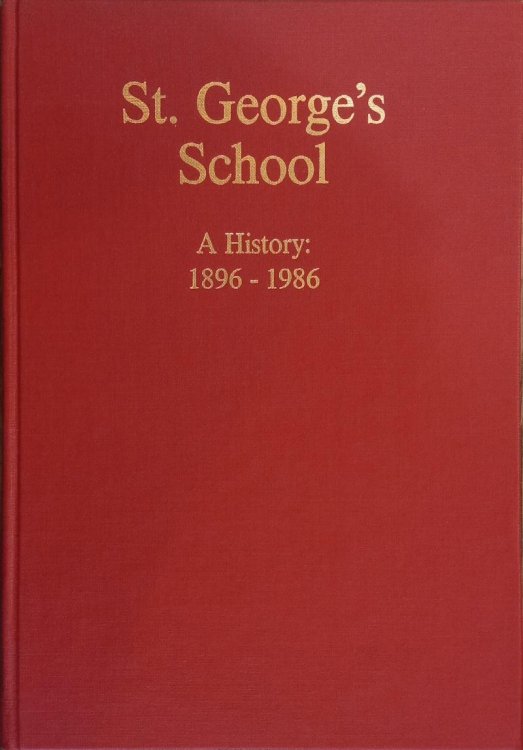 St. George's
School
A History:
1896 - 1986